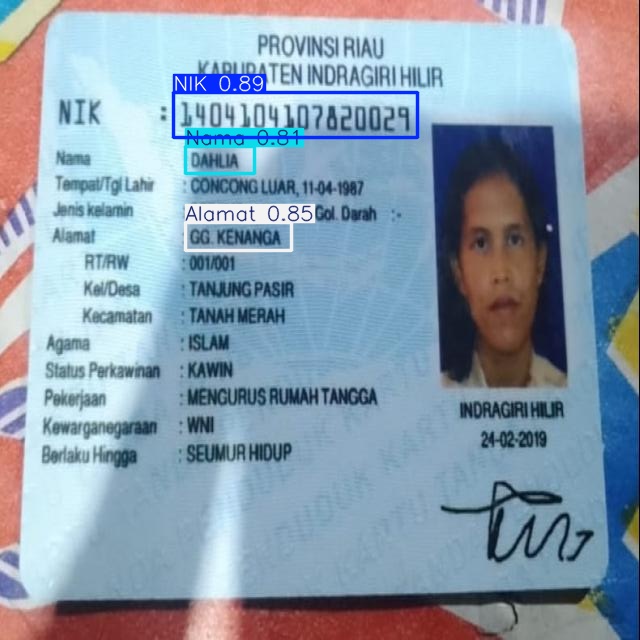 PROVINSI RIAU
KABUPATEN INDRAGIRI HILIR
NIK 0.89
NIK : 1404104107820029
Nama 0.81
Nama DAHLIA
Tempat/Tgl Lahir : CONCONG LUAR, 11-04-1987
Jenis kelamin Alamat 0.85 Gol. Darah :-
Alamat GG. KENANGA
RT/RW : 001/001
Kel/Desa : TANJUNG PASIR
Kecamatan : TANAH MERAH
Agama : ISLAM
Status Perkawinan : KAWIN
Pekerjaan : MENGURUS RUMAH TANGGA
Kewarganegaraan : WNI
Berlaku Hingga : SEUMUR HIDUP
INDRAGIRI HILIR
24-02-2019